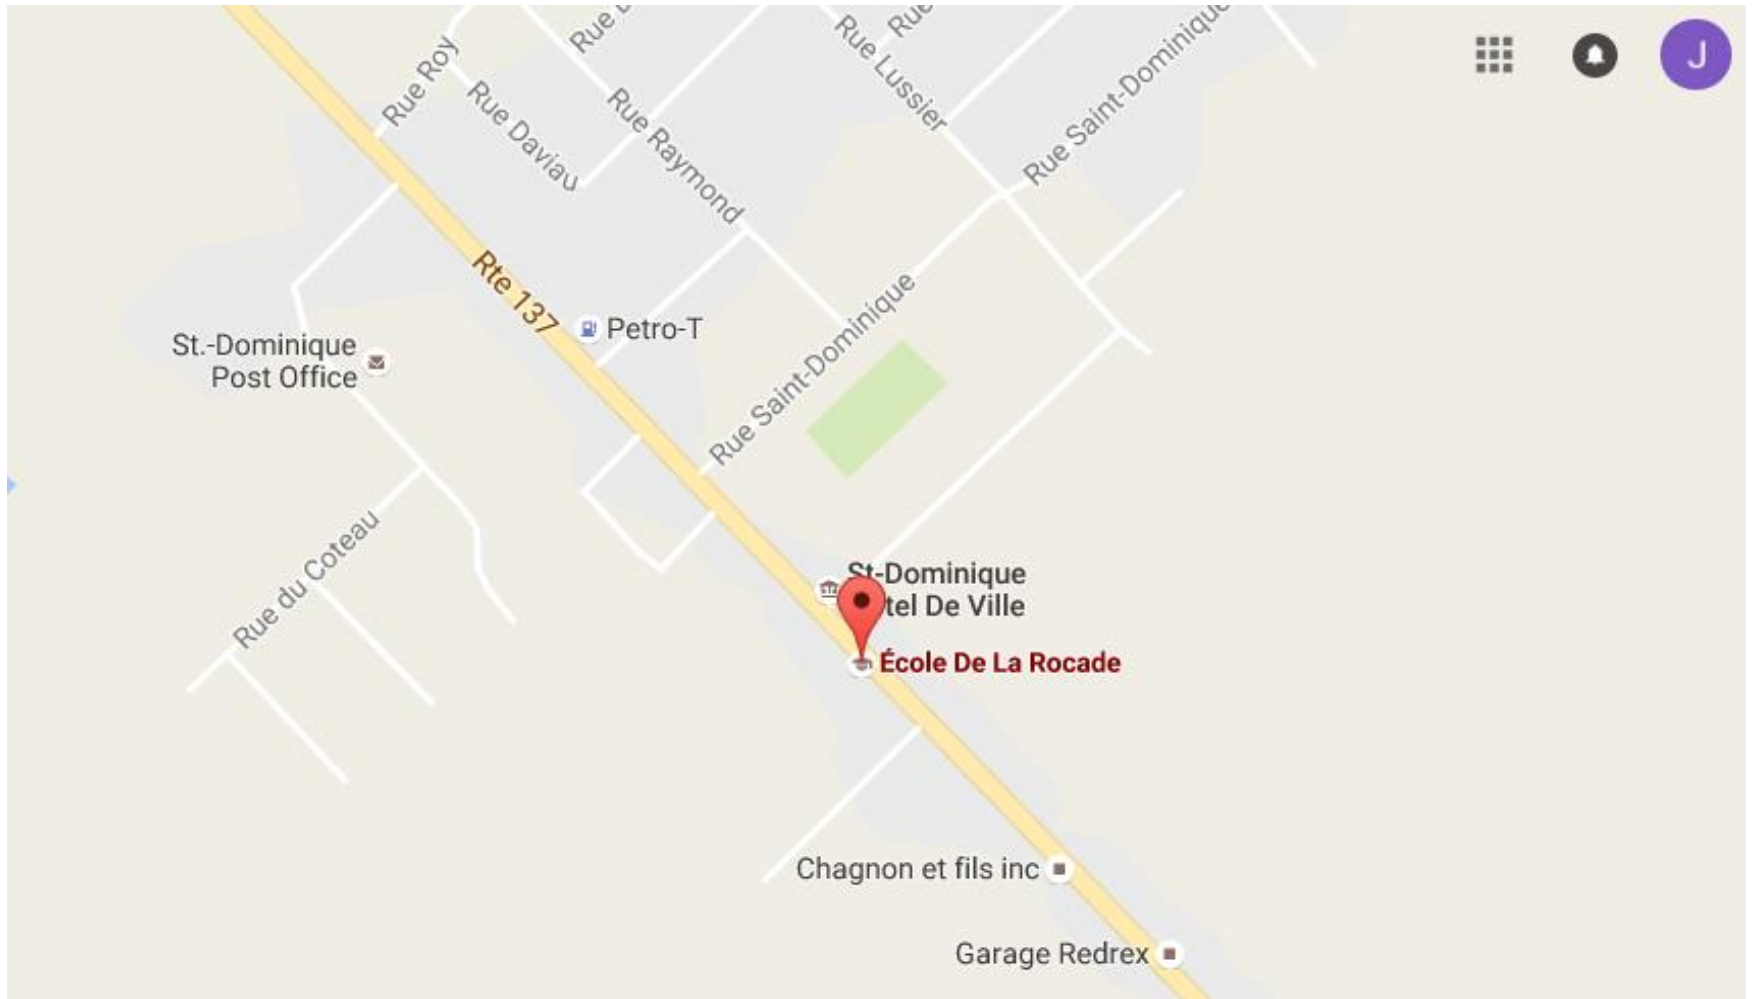 Rue Roy
Rue
Rue
Rue Lussier
Rue Saint-Dominique
Rue Daviau
Rue Raymond
J
Rte 137
Petro-T
St.-Dominique
Post Office
Rue Saint-Dominique
Rue du Coteau
St-Dominique
tel De Ville
École De La Rocade
Chagnon et fils inc
Garage Redrex